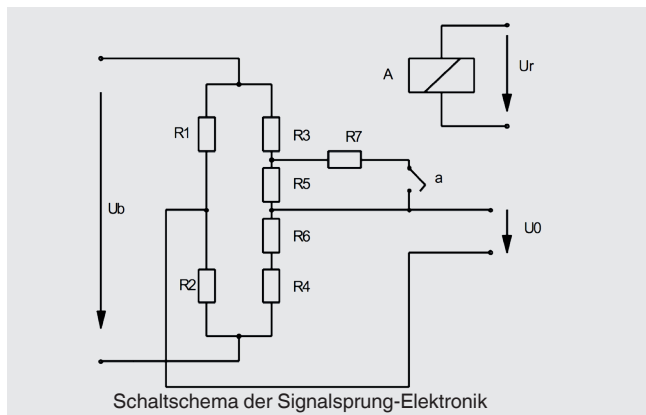 A
Ur
R1
R3
R7
R5
a
Ub
U0
R6
R2
R4
Schaltschema der Signalsprung-Elektronik